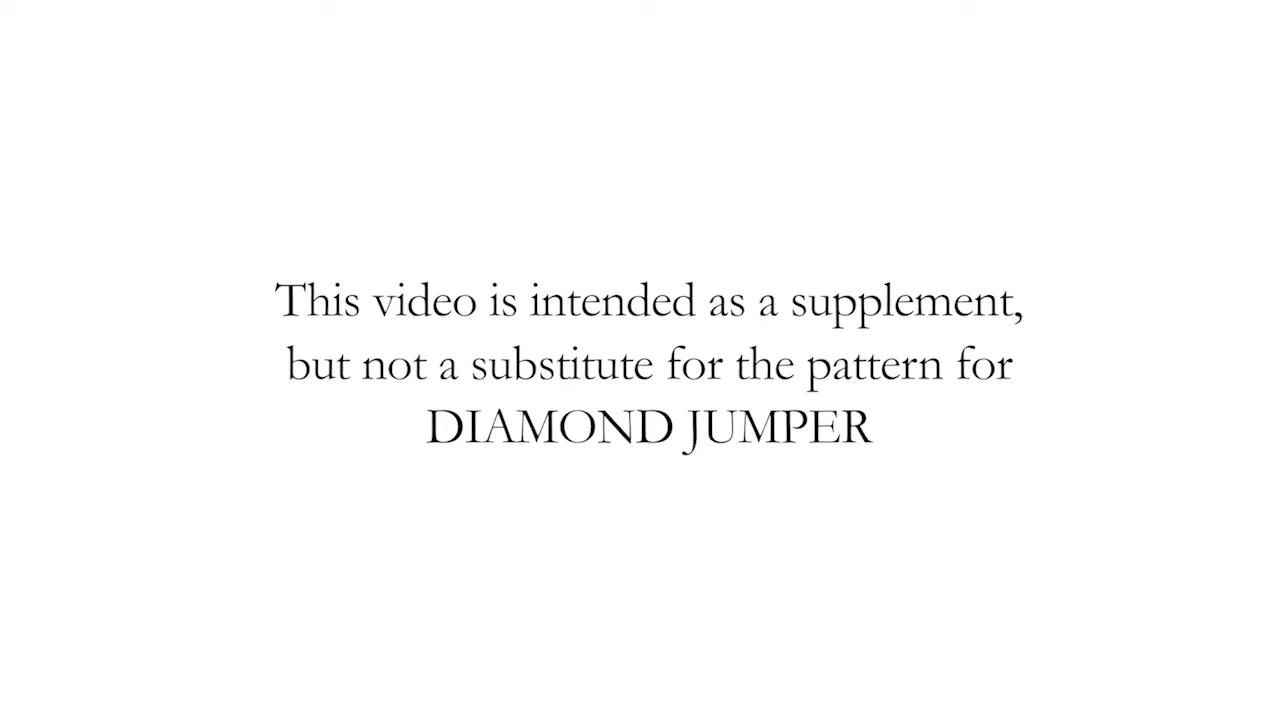 This video is intended as a supplement,
but not a substitute for the pattern for
DIAMOND JUMPER